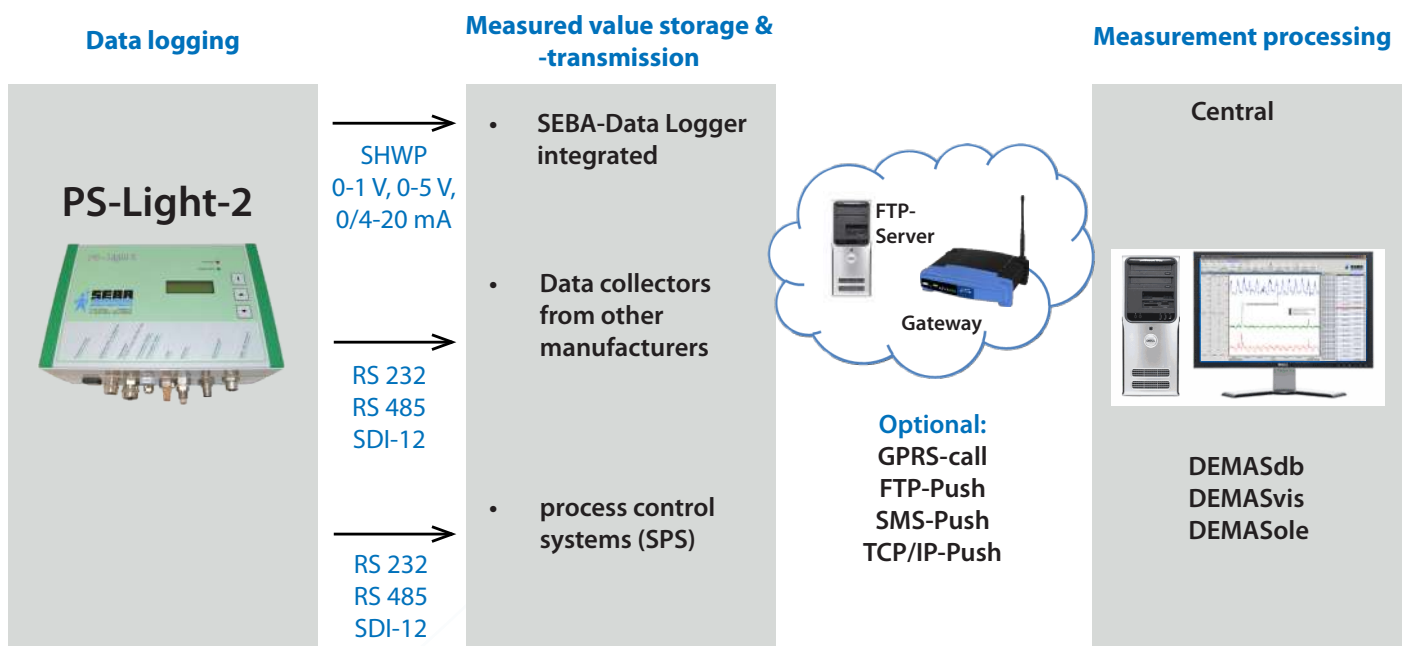 Data logging
Measured value storage &
-transmission
Measurement processing
PS-Light-2
SEBA
SHWP
0-1 V, 0-5 V,
0/4-20 mA
RS 232
RS 485
SDI-12
RS 232
RS 485
SDI-12
• SEBA-Data Logger
integrated
• Data collectors
from other
manufacturers
• process control
systems (SPS)
FTP-
Server
Gateway
Optional:
GPRS-call
FTP-Push
SMS-Push
TCP/IP-Push
Central
DEMASdb
DEMASvis
DEMASole